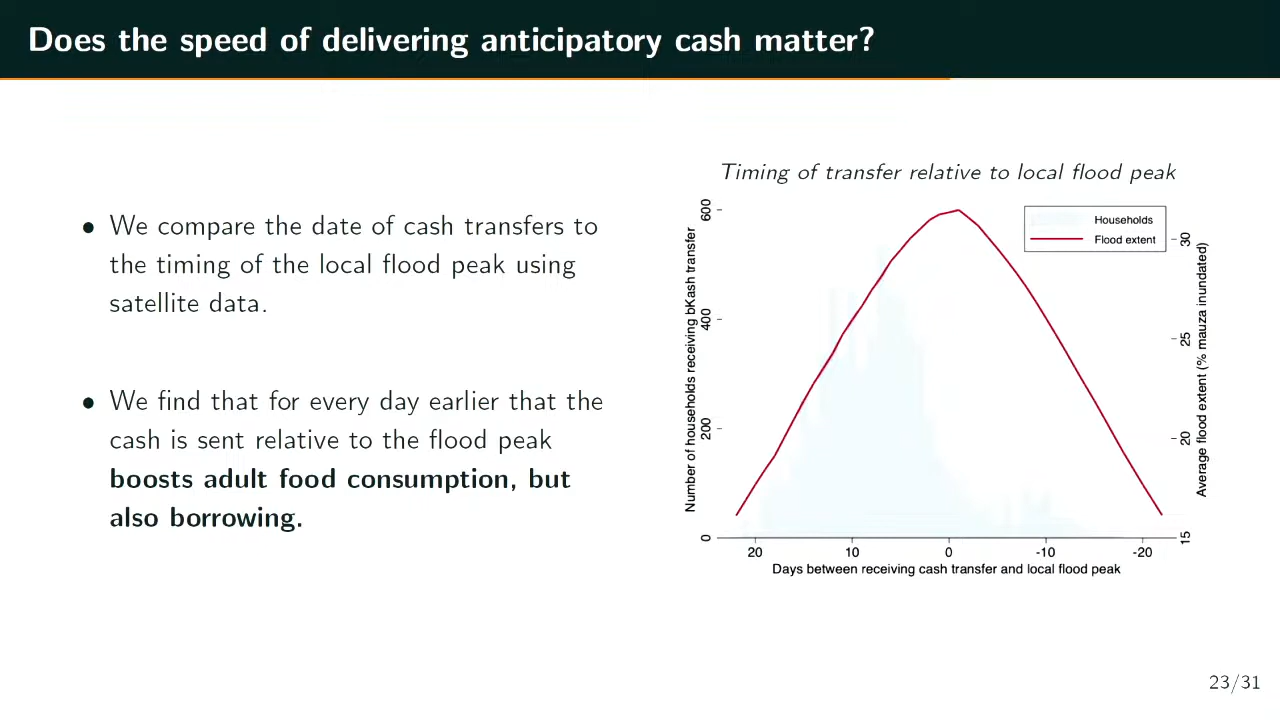 Does the speed of delivering anticipatory cash matter?
• We compare the date of cash transfers to
the timing of the local flood peak using
satellite data.
• We find that for every day earlier that the
cash is sent relative to the flood peak
boosts adult food consumption, but
also borrowing.
Timing of transfer relative to local flood peak
Number of households receiving bKash transfer
600
400
200
0
Households
Flood extent
30
25
20
15
Average flood extent (% mauza inundated)
20 10 0 -10 -20
Days between receiving cash transfer and local flood peak
23/31